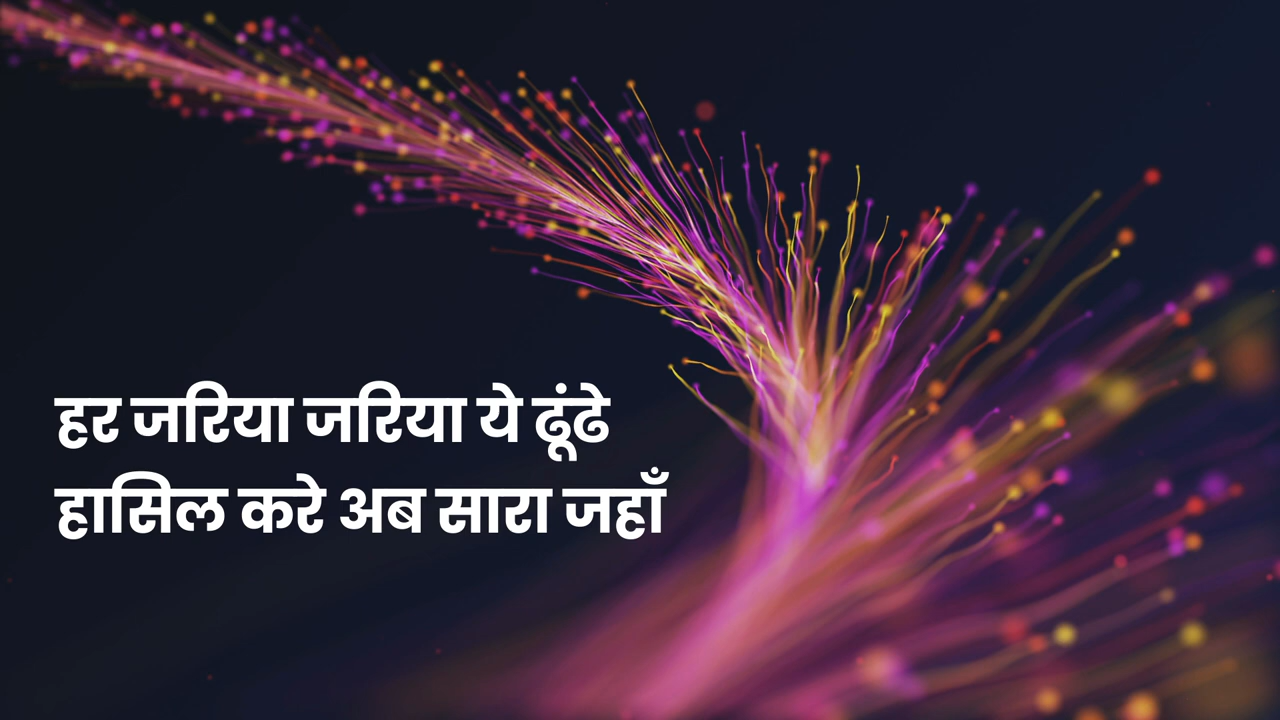 हर जरिया जरिया ये ढूंढे
हासिल करे अब सारा जहाँ